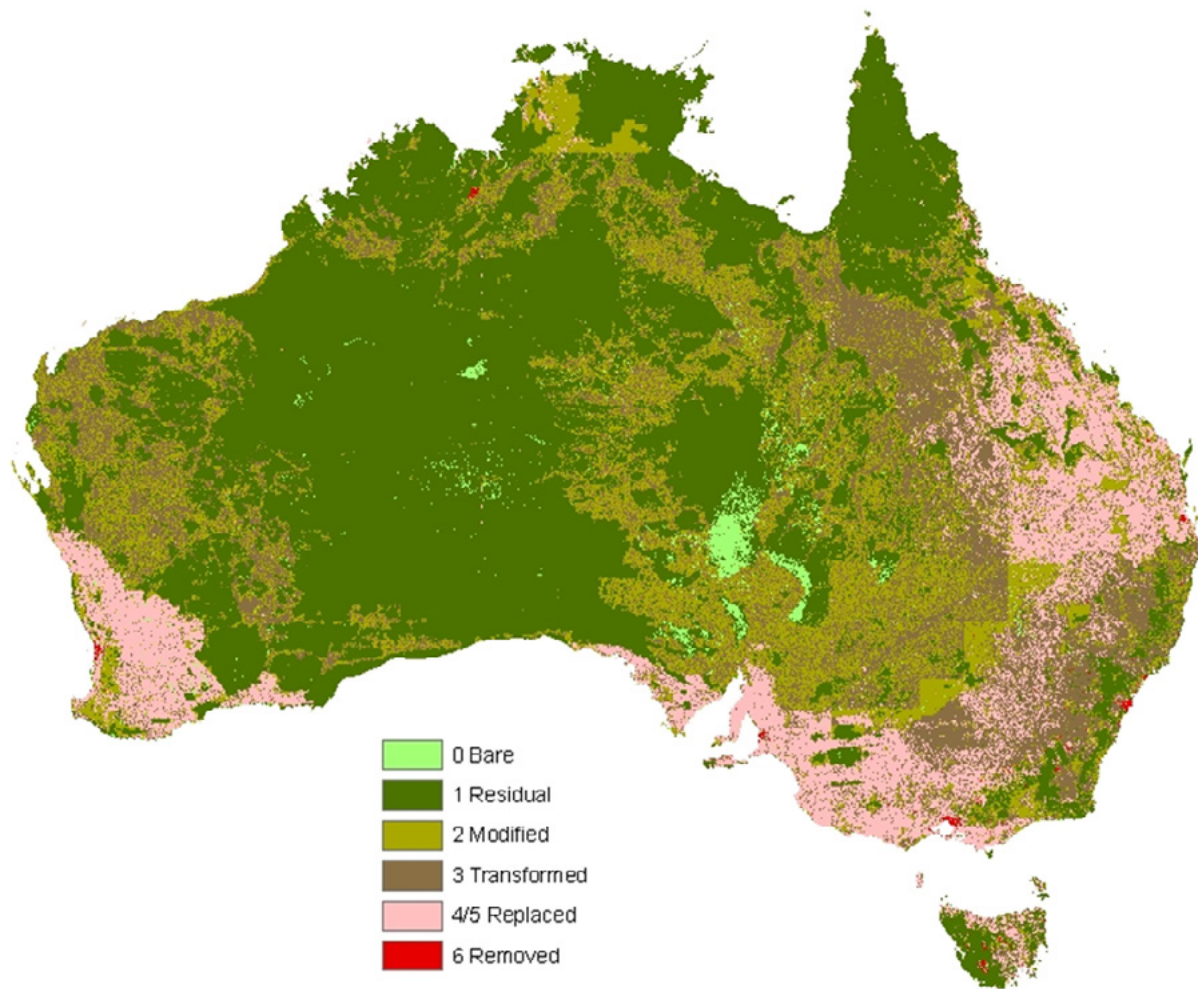 0 Bare
1 Residual
2 Modified
3 Transformed
4/5 Replaced
6 Removed